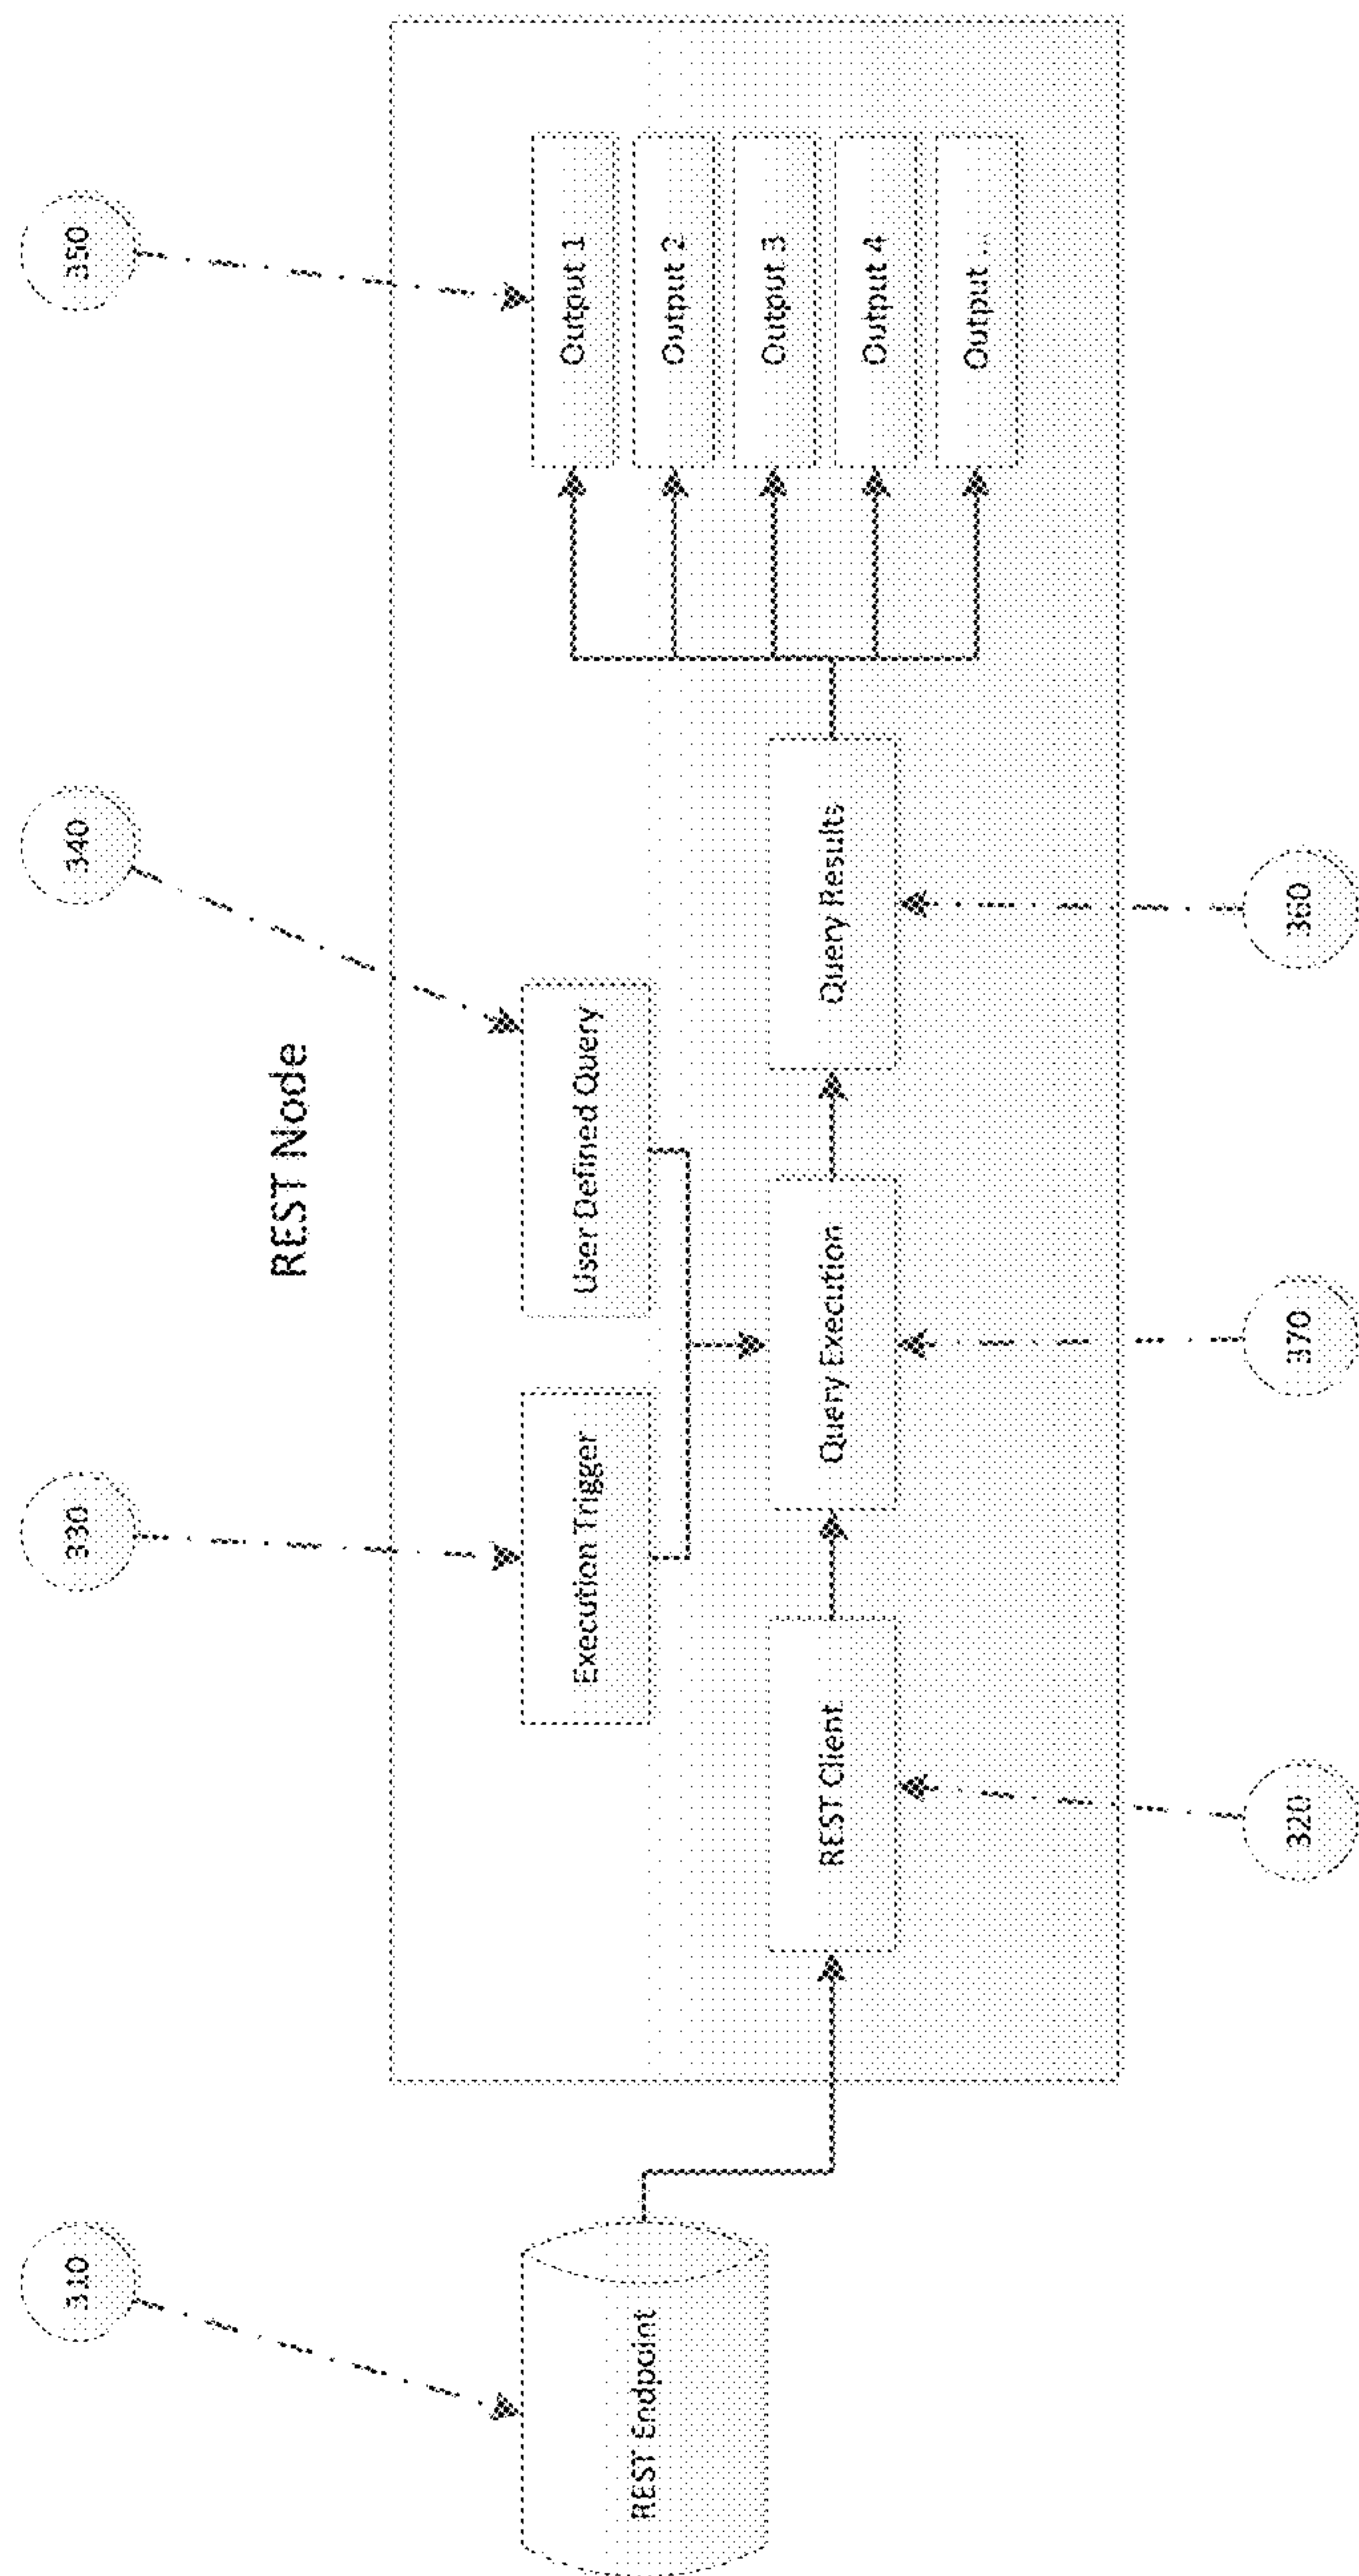 REST Node
310
330
340
350
REST Endpoint
Execution Trigger
User Defined Query
REST Client
Query Execution
Query Results
Output 1
Output 2
Output 3
Output 4
Output ...
320
370
360